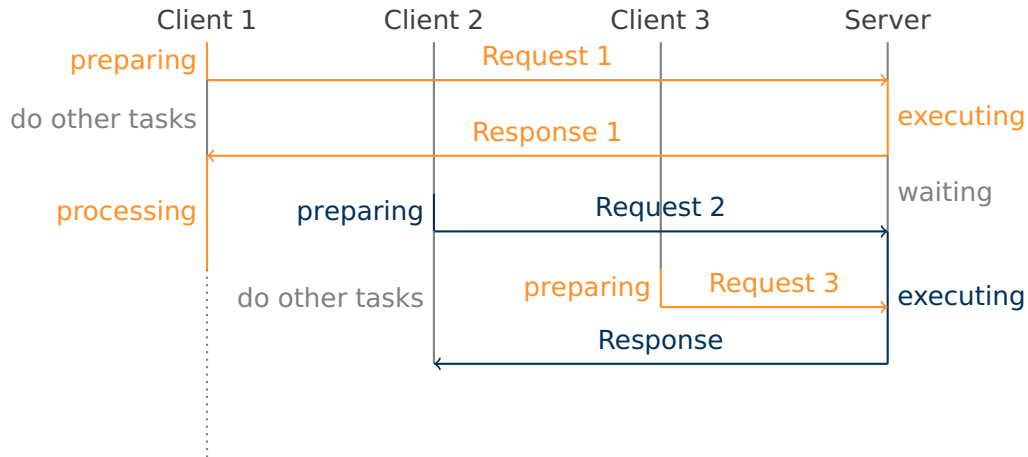 Client 1
Client 2
Client 3
Server
preparing
Request 1
do other tasks
executing
Response 1
waiting
processing
preparing
Request 2
do other tasks
preparing
Request 3
executing
Response